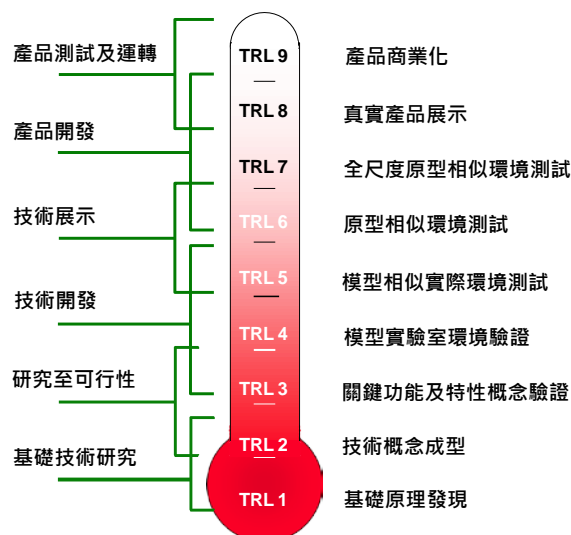 產品測試及運轉
產品開發
技術展示
技術開發
研究至可行性
基礎技術研究
TRL 9 產品商業化
TRL 8 真實產品展示
TRL 7 全尺度原型相似環境測試
TRL 6 原型相似環境測試
TRL 5 模型相似實際環境測試
TRL 4 模型實驗室環境驗證
TRL 3 關鍵功能及特性概念驗證
TRL 2 技術概念成型
TRL 1 基礎原理發現